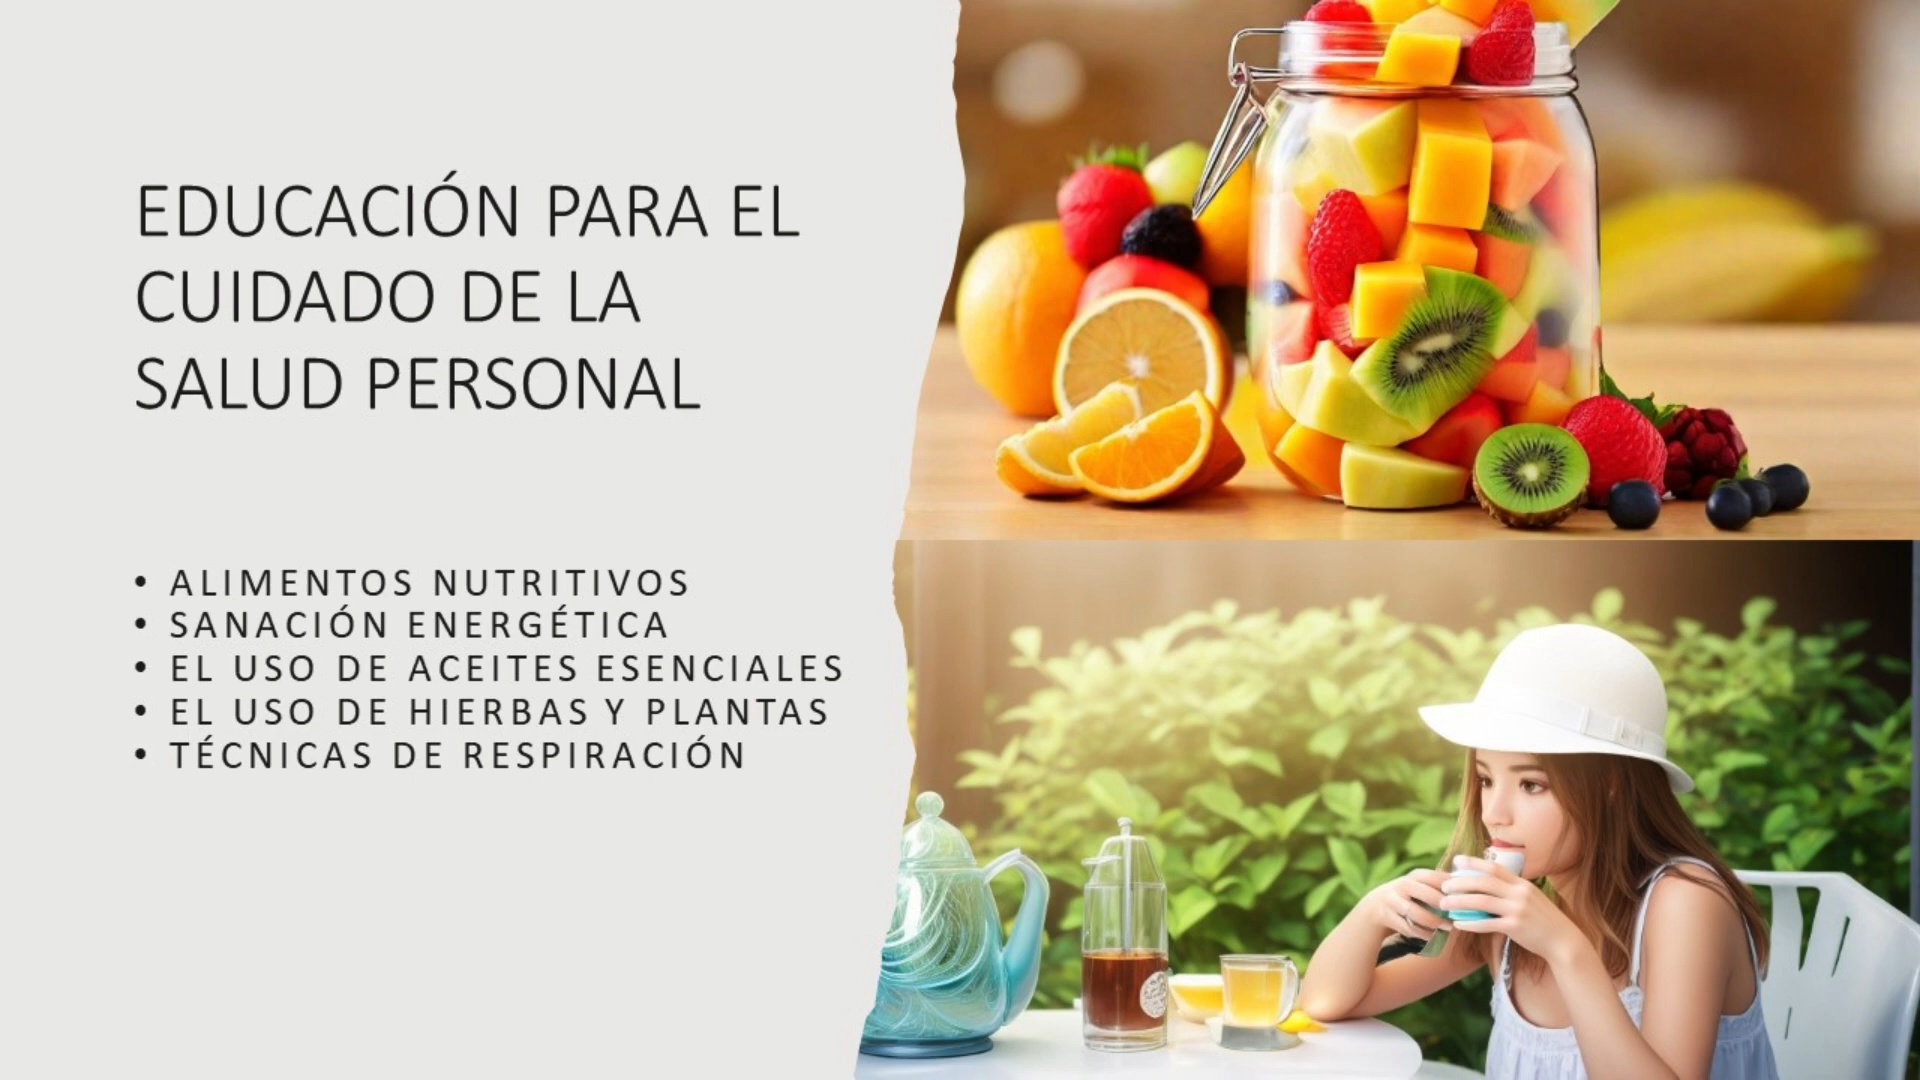 EDUCACIÓN PARA EL
CUIDADO DE LA
SALUD PERSONAL
• ALIMENTOS NUTRITIVOS
• SANACIÓN ENERGÉTICA
• EL USO DE ACEITES ESENCIALES
• EL USO DE HIERBAS Y PLANTAS
• TÉCNICAS DE RESPIRACIÓN